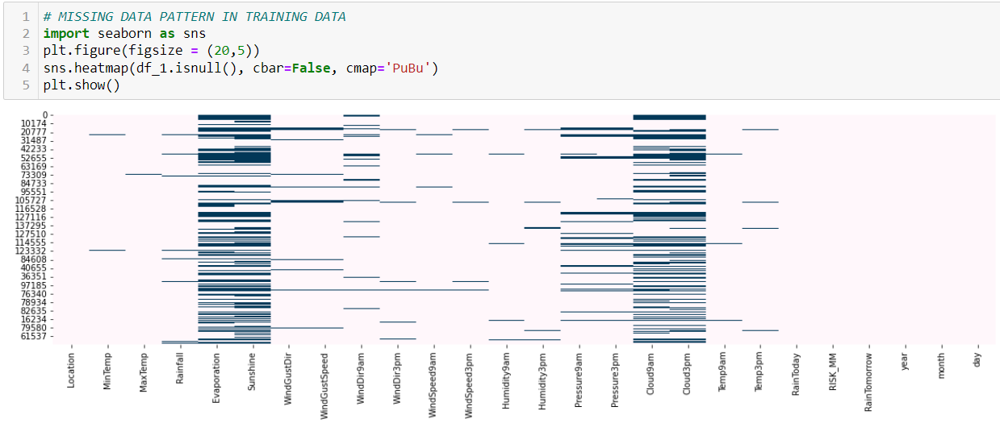 1 # MISSING DATA PATTERN IN TRAINING DATA
2 import seaborn as sns
3 plt.figure(figsize = (20,5))
4 sns.heatmap(df_1.isnull(), cbar=False, cmap='PuBu')
5 plt.show()
0
10174
20777
31487
42233
52655
63169
73309
84733
95551
105727
116528
127116
137295
127510
114555
123332
84608
40655
36351
97185
76340
78934
82635
16234
79580
61537
Location
MinTemp
MaxTemp
Rainfall
Evaporation
Sunshine
WindGustDir
WindGustSpeed
WindDir9am
WindDir3pm
WindSpeed9am
WindSpeed3pm
Humidity9am
Humidity3pm
Pressure9am
Pressure3pm
Cloud9am
Cloud3pm
Temp9am
Temp3pm
RainToday
RISK_MM
RainTomorrow
year
month
day